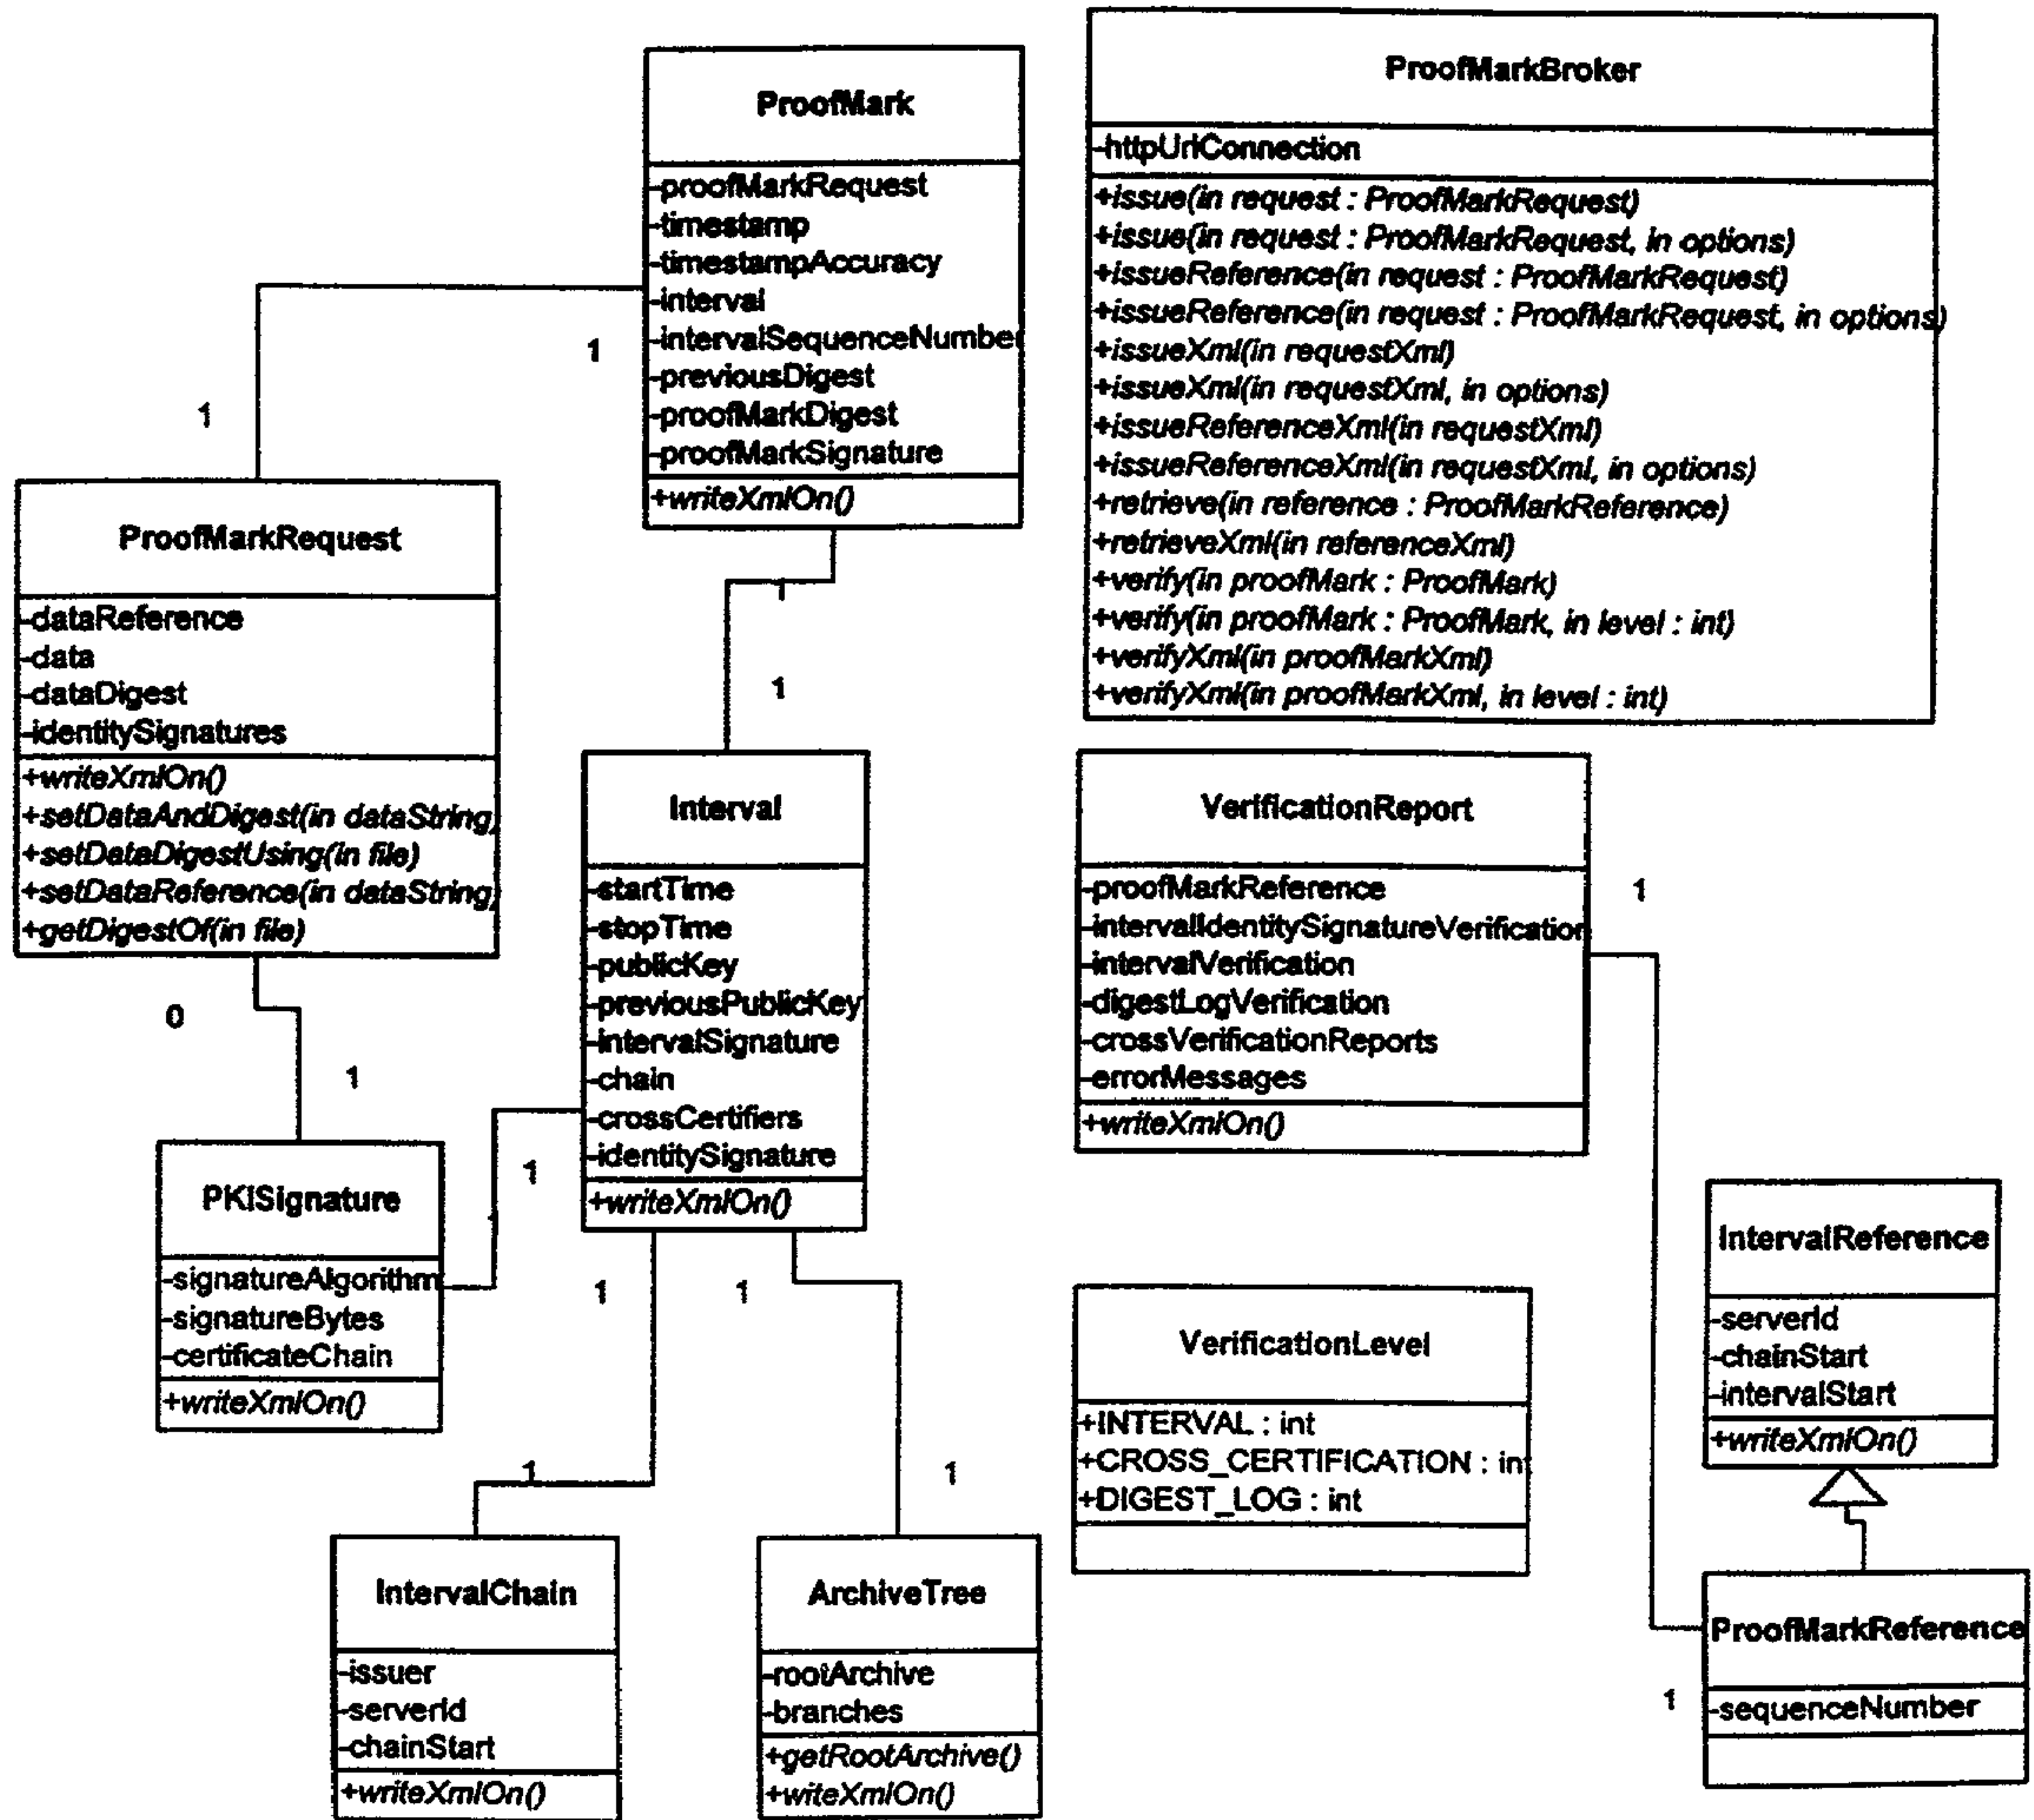 ProofMark
-proofMarkRequest
-timestamp
-timestampAccuracy
-interval
-intervalSequenceNumber
-previousDigest
-proofMarkDigest
-proofMarkSignature
+writeXmlOn()
ProofMarkBroker
-httpUrlConnection
+issue(in request : ProofMarkRequest)
+issue(in request : ProofMarkRequest, in options)
+issueReference(in request : ProofMarkRequest)
+issueReference(in request : ProofMarkRequest, in options)
+issueXml(in requestXml)
+issueXml(in requestXml, in options)
+issueReferenceXml(in requestXml)
+issueReferenceXml(in requestXml, in options)
+retrieve(in reference : ProofMarkReference)
+retrieveXml(in referenceXml)
+verify(in proofMark : ProofMark)
+verify(in proofMark : ProofMark, in level : int)
+verifyXml(in proofMarkXml)
+verifyXml(in proofMarkXml, in level : int)
1
1
ProofMarkRequest
-dataReference
-data
-dataDigest
-identitySignatures
+writeXmlOn()
+setDataAndDigest(in dataString)
+setDataDigestUsing(in file)
+setDataReference(in dataString)
+getDigestOf(in file)
1
1
Interval
-startTime
-stopTime
-publicKey
-previousPublicKey
-intervalSignature
-chain
-crossCertifiers
-identitySignature
+writeXmlOn()
VerificationReport
-proofMarkReference
-intervalIdentitySignatureVerification
-intervalVerification
-digestLogVerification
-crossVerificationReports
-errorMessages
+writeXmlOn()
1
0
1
PKISignature
-signatureAlgorithm
-signatureBytes
-certificateChain
+writeXmlOn()
1
1
1
1
VerificationLevel
+INTERVAL : int
+CROSS_CERTIFICATION : int
+DIGEST_LOG : int
IntervalReference
-serverId
-chainStart
-intervalStart
+writeXmlOn()
1
1
IntervalChain
-issuer
-serverId
-chainStart
+writeXmlOn()
ArchiveTree
-rootArchive
-branches
+getRootArchive()
+witeXmlOn()
1
ProofMarkReference
-sequenceNumber